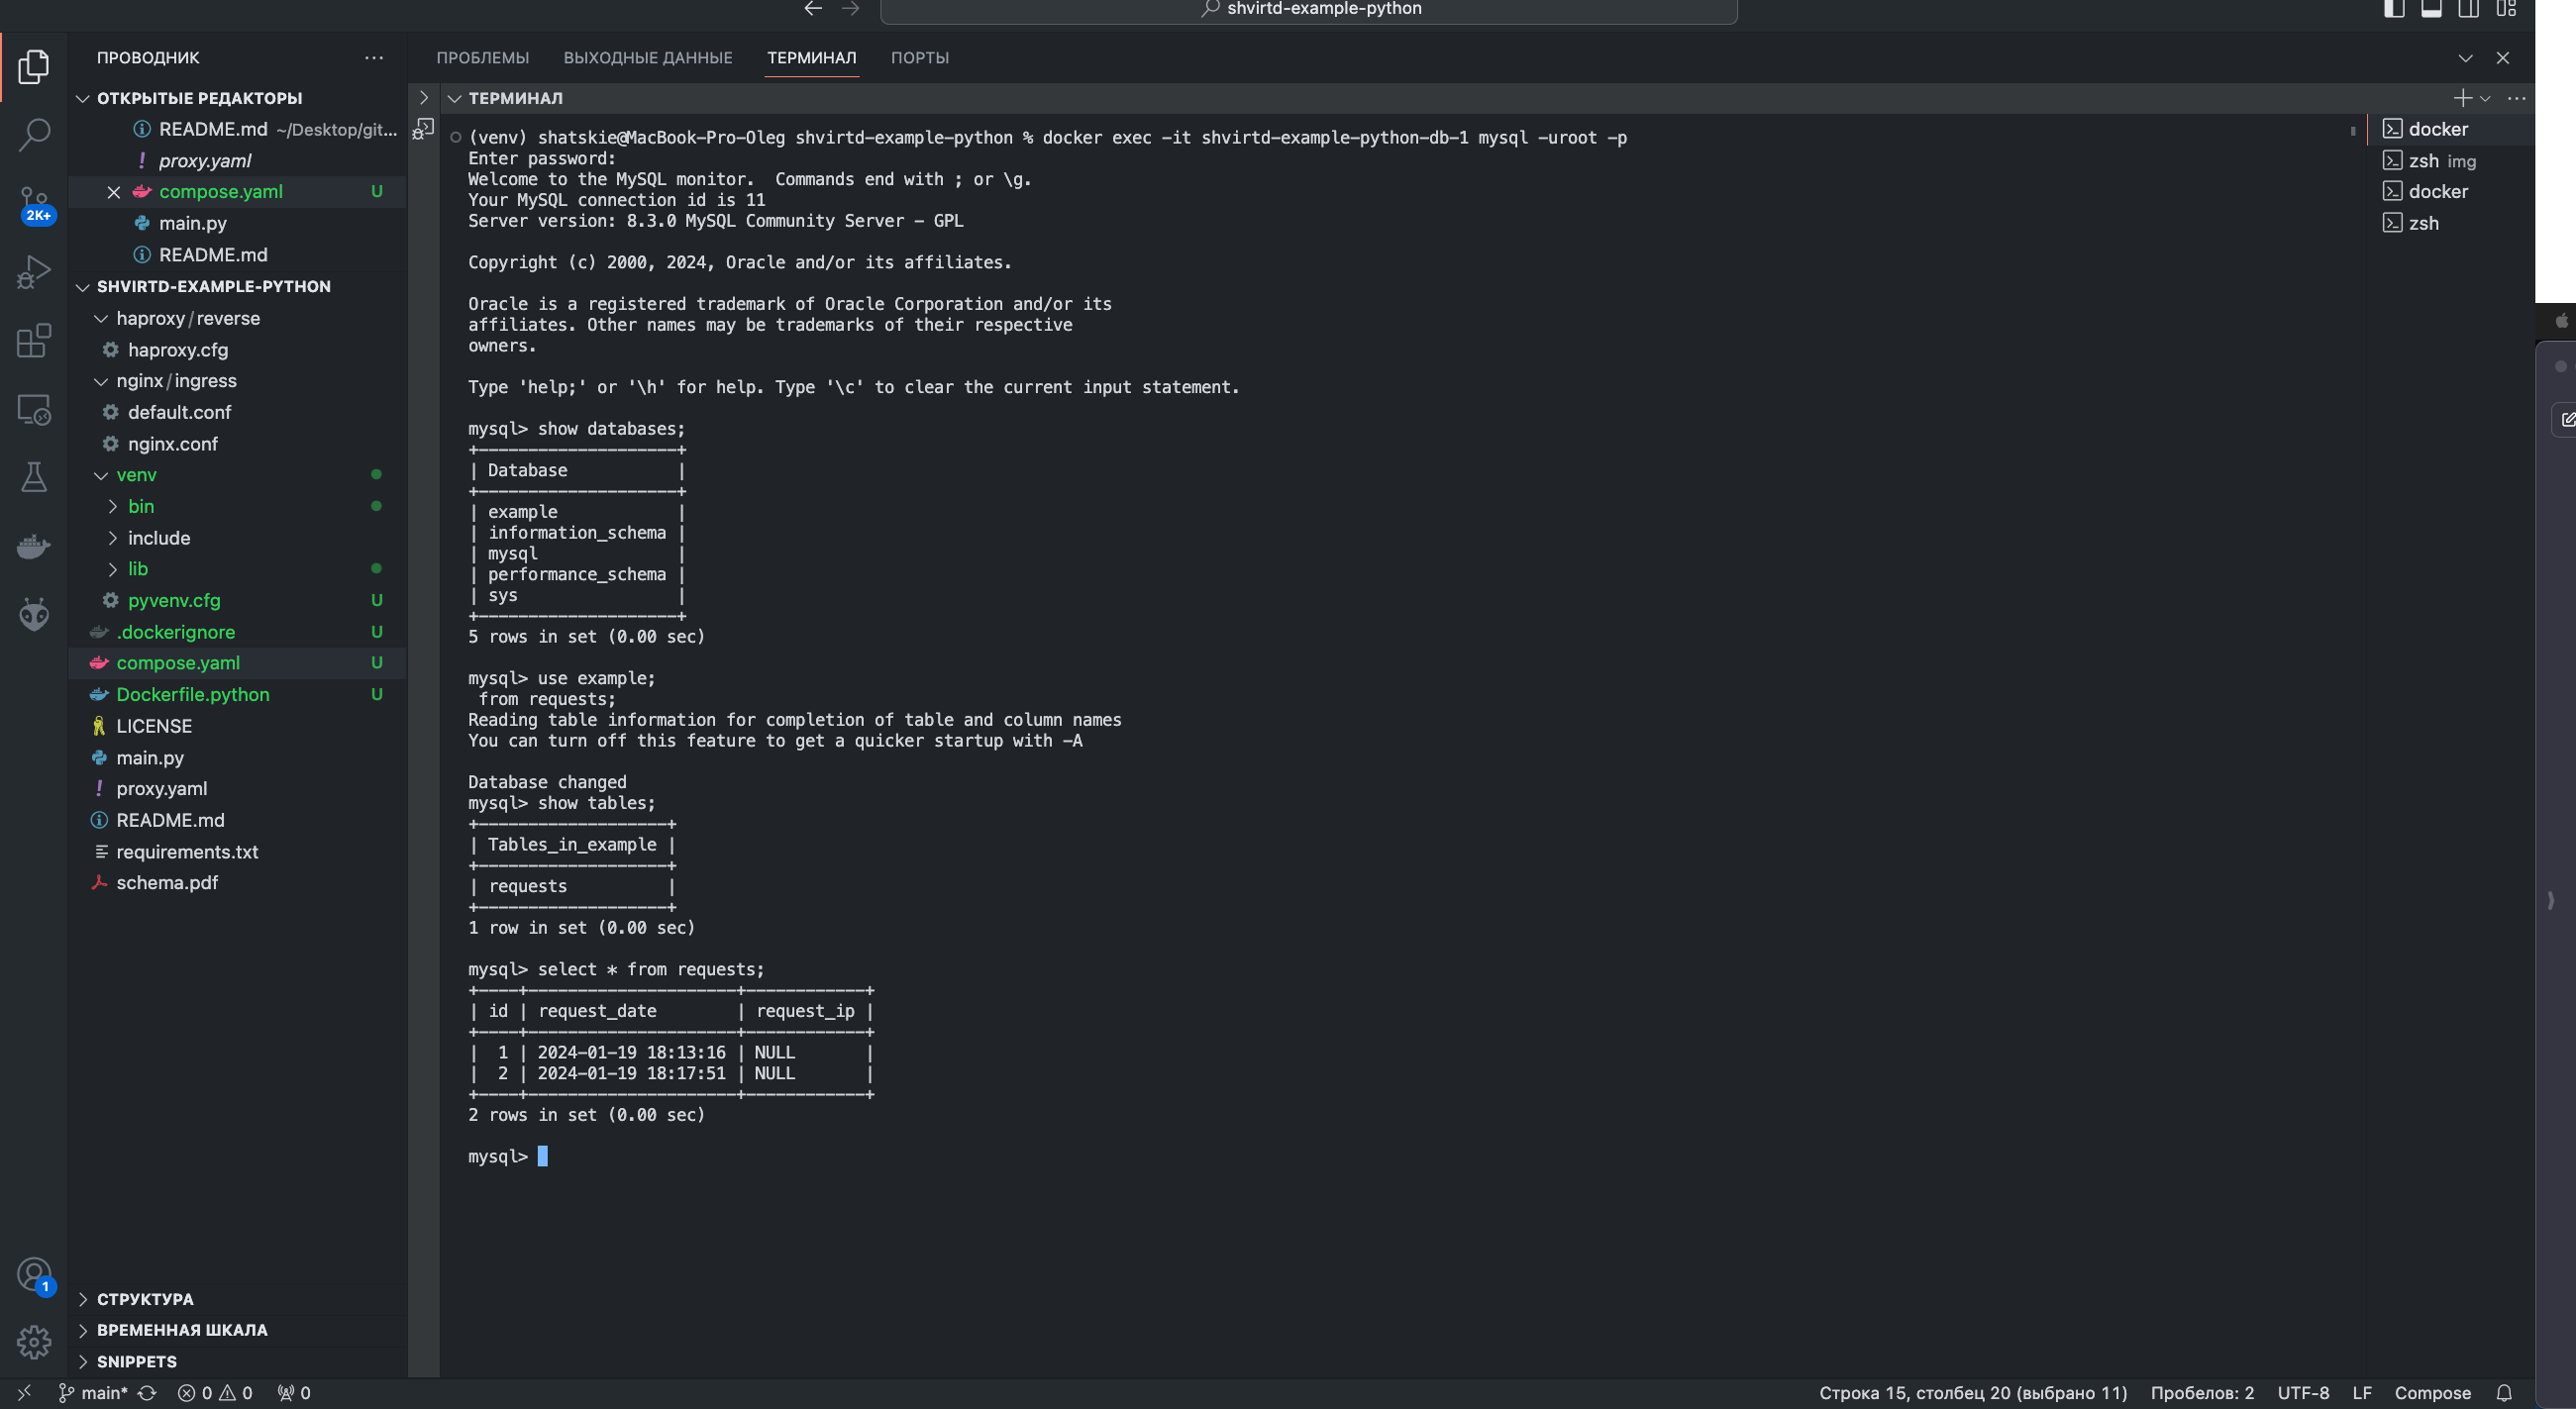 shvirtd-example-python
ПРОВОДНИК
ОТКРЫТЫЕ РЕДАКТОРЫ
README.md ~/Desktop/git...
! proxy.yaml
compose.yaml U
main.py
README.md
SHVIRTD-EXAMPLE-PYTHON
haproxy/reverse
haproxy.cfg
nginx/ingress
default.conf
nginx.conf
venv
bin
include
lib
pyvenv.cfg U
.dockerignore U
compose.yaml U
Dockerfile.python U
LICENSE
main.py
! proxy.yaml
README.md
requirements.txt
schema.pdf
СТРУКТУРА
ВРЕМЕННАЯ ШКАЛА
SNIPPETS
2K+
1
ПРОБЛЕМЫ ВЫХОДНЫЕ ДАННЫЕ ТЕРМИНАЛ ПОРТЫ
ТЕРМИНАЛ
(venv) shatskie@MacBook-Pro-Oleg shvirtd-example-python % docker exec -it shvirtd-example-python-db-1 mysql -uroot -p
Enter password:
Welcome to the MySQL monitor.  Commands end with ; or \g.
Your MySQL connection id is 11
Server version: 8.3.0 MySQL Community Server - GPL
Copyright (c) 2000, 2024, Oracle and/or its affiliates.
Oracle is a registered trademark of Oracle Corporation and/or its
affiliates. Other names may be trademarks of their respective
owners.
Type 'help;' or '\h' for help. Type '\c' to clear the current input statement.
mysql> show databases;
+--------------------+
| Database           |
+--------------------+
| example            |
| information_schema |
| mysql              |
| performance_schema |
| sys                |
+--------------------+
5 rows in set (0.00 sec)
mysql> use example;
 from requests;
Reading table information for completion of table and column names
You can turn off this feature to get a quicker startup with -A
Database changed
mysql> show tables;
+-------------------+
| Tables_in_example |
+-------------------+
| requests          |
+-------------------+
1 row in set (0.00 sec)
mysql> select * from requests;
+----+---------------------+------------+
| id | request_date        | request_ip |
+----+---------------------+------------+
|  1 | 2024-01-19 18:13:16 | NULL       |
|  2 | 2024-01-19 18:17:51 | NULL       |
+----+---------------------+------------+
2 rows in set (0.00 sec)
mysql>
docker
zsh img
docker
zsh
main* 0 0 0
Строка 15, столбец 20 (выбрано 11) Пробелов: 2 UTF-8 LF Compose